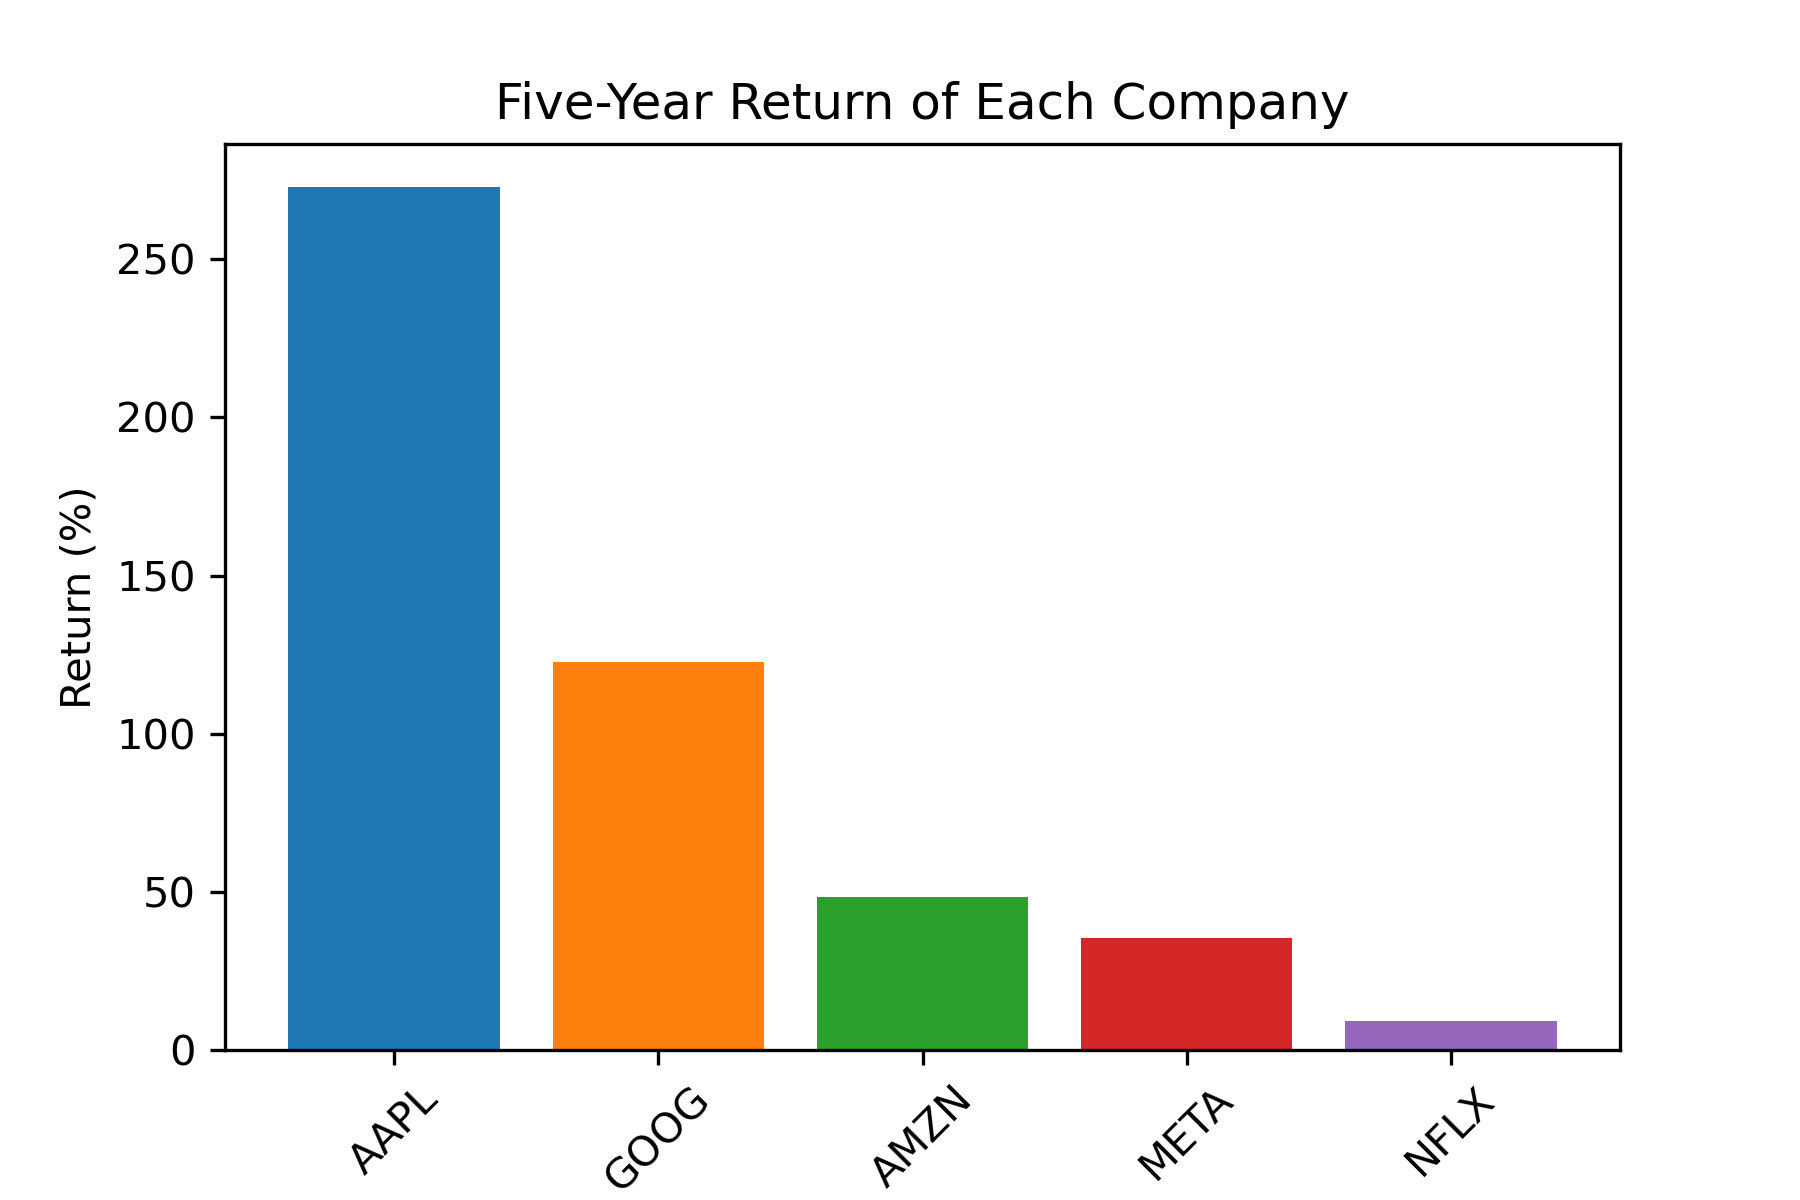 Five-Year Return of Each Company
Return (%)
250
200
150
100
50
0
AAPL
GOOG
AMZN
META
NFLX